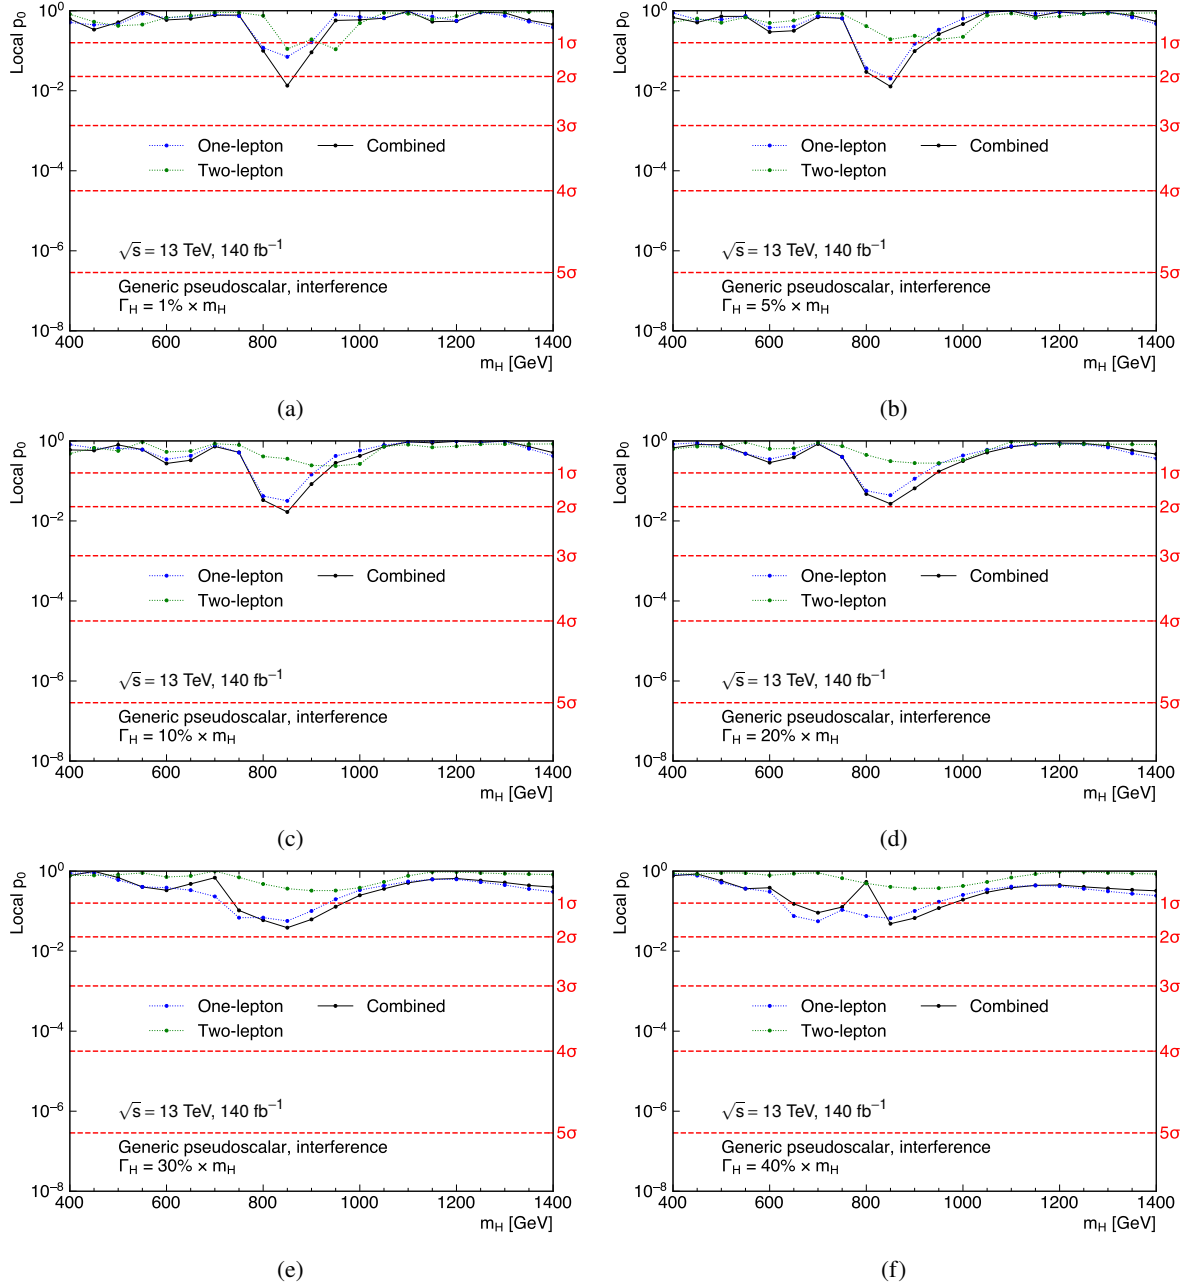 Local p₀
10⁰
10⁻²
10⁻⁴
10⁻⁶
10⁻⁸
1σ
2σ
3σ
4σ
5σ
One-lepton
Two-lepton
Combined
√s = 13 TeV, 140 fb⁻¹
Generic pseudoscalar, interference
Γ_H = 1% × m_H
400 600 800 1000 1200 1400
m_H [GeV]
(a)
Local p₀
10⁰
10⁻²
10⁻⁴
10⁻⁶
10⁻⁸
1σ
2σ
3σ
4σ
5σ
One-lepton
Two-lepton
Combined
√s = 13 TeV, 140 fb⁻¹
Generic pseudoscalar, interference
Γ_H = 5% × m_H
400 600 800 1000 1200 1400
m_H [GeV]
(b)
Local p₀
10⁰
10⁻²
10⁻⁴
10⁻⁶
10⁻⁸
1σ
2σ
3σ
4σ
5σ
One-lepton
Two-lepton
Combined
√s = 13 TeV, 140 fb⁻¹
Generic pseudoscalar, interference
Γ_H = 10% × m_H
400 600 800 1000 1200 1400
m_H [GeV]
(c)
Local p₀
10⁰
10⁻²
10⁻⁴
10⁻⁶
10⁻⁸
1σ
2σ
3σ
4σ
5σ
One-lepton
Two-lepton
Combined
√s = 13 TeV, 140 fb⁻¹
Generic pseudoscalar, interference
Γ_H = 20% × m_H
400 600 800 1000 1200 1400
m_H [GeV]
(d)
Local p₀
10⁰
10⁻²
10⁻⁴
10⁻⁶
10⁻⁸
1σ
2σ
3σ
4σ
5σ
One-lepton
Two-lepton
Combined
√s = 13 TeV, 140 fb⁻¹
Generic pseudoscalar, interference
Γ_H = 30% × m_H
400 600 800 1000 1200 1400
m_H [GeV]
(e)
Local p₀
10⁰
10⁻²
10⁻⁴
10⁻⁶
10⁻⁸
1σ
2σ
3σ
4σ
5σ
One-lepton
Two-lepton
Combined
√s = 13 TeV, 140 fb⁻¹
Generic pseudoscalar, interference
Γ_H = 40% × m_H
400 600 800 1000 1200 1400
m_H [GeV]
(f)